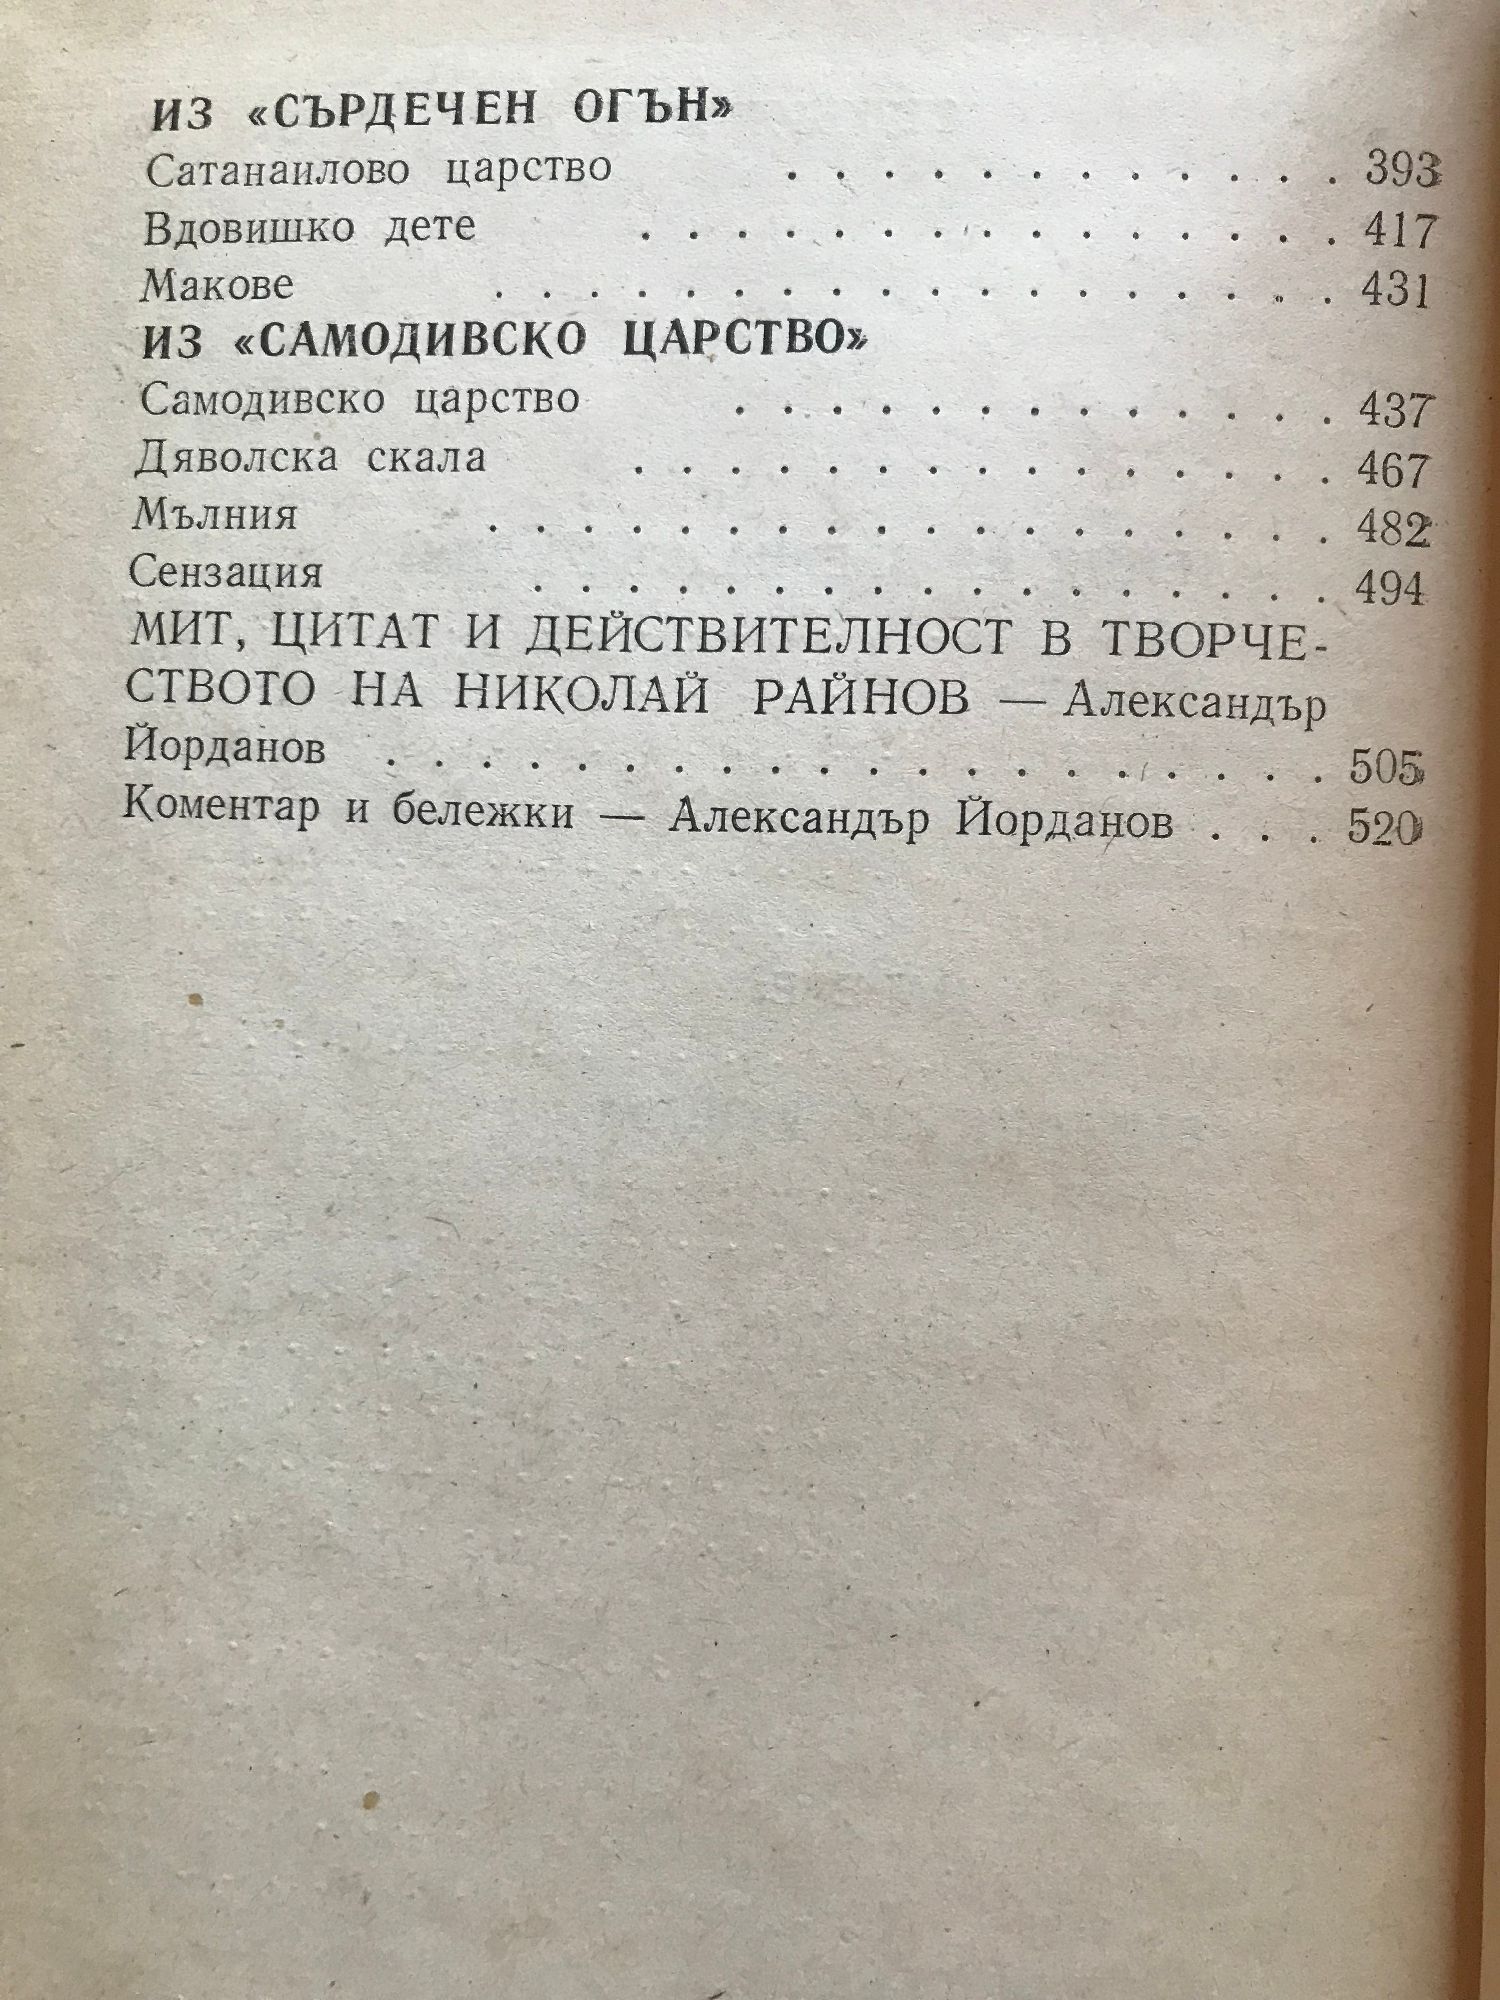 ИЗ «СЪРДЕЧЕН ОГЪН»
Сатанаилово царство . . . . . . . . . . . . 393
Вдовишко дете . . . . . . . . . . . . . . . 417
Макове . . . . . . . . . . . . . . . . . . 431
ИЗ «САМОДИВСКО ЦАРСТВО»
Самодивско царство . . . . . . . . . . . . . 437
Дяволска скала . . . . . . . . . . . . . . . 467
Мълния . . . . . . . . . . . . . . . . . . 482
Сензация . . . . . . . . . . . . . . . . . 494
МИТ, ЦИТАТ И ДЕЙСТВИТЕЛНОСТ В ТВОРЧЕ-
СТВОТО НА НИКОЛАЙ РАЙНОВ — Александър
Йорданов . . . . . . . . . . . . . . . . . . . . 505
Коментар и бележки — Александър Йорданов . . . 520